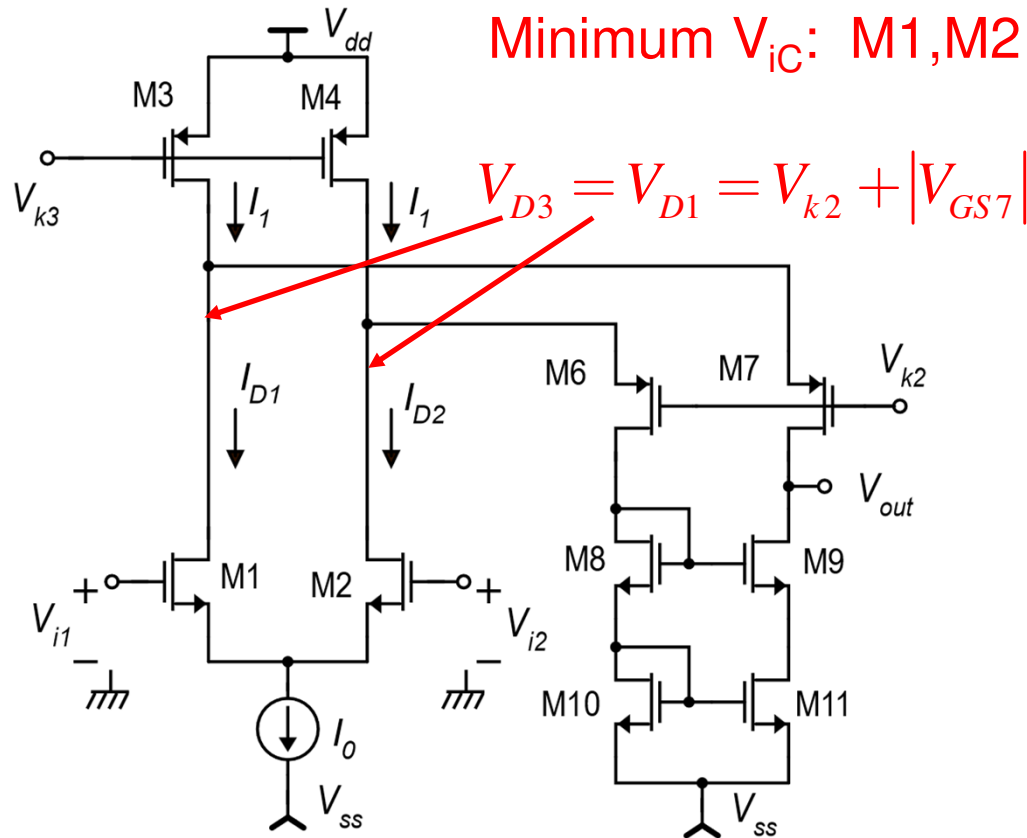 Minimum ViC: M1,M2
Vdd
M3
M4
VD3 = VD1 = Vk2 + |VGS7|
Vk3
I1
I1
M6
M7
Vk2
ID1
ID2
Vout
M8
M9
M1
M2
+
+
Vi1
Vi2
−
−
M10
M11
I0
Vss
Vss